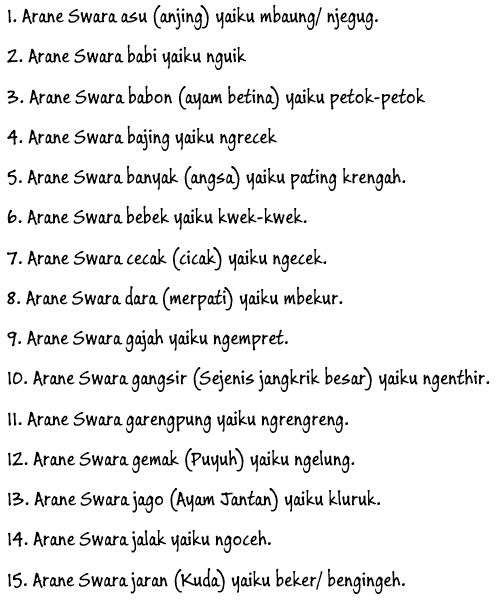 1. Arane Swara asu (anjing) yaiku mbaung/ njegug.
2. Arane Swara babi yaiku nguik
3. Arane Swara babon (ayam betina) yaiku petok-petok
4. Arane Swara bajing yaiku ngrecek
5. Arane Swara banyak (angsa) yaiku pating krengah.
6. Arane Swara bebek yaiku kwek-kwek.
7. Arane Swara cecak (cicak) yaiku ngecek.
8. Arane Swara dara (merpati) yaiku mbekur.
9. Arane Swara gajah yaiku ngempret.
10. Arane Swara gangsir (Sejenis jangkrik besar) yaiku ngenthir.
11. Arane Swara garengpung yaiku ngrengreng.
12. Arane Swara gemak (Puyuh) yaiku ngelung.
13. Arane Swara jago (Ayam Jantan) yaiku kluruk.
14. Arane Swara jalak yaiku ngoceh.
15. Arane Swara jaran (Kuda) yaiku beker/ bengingeh.